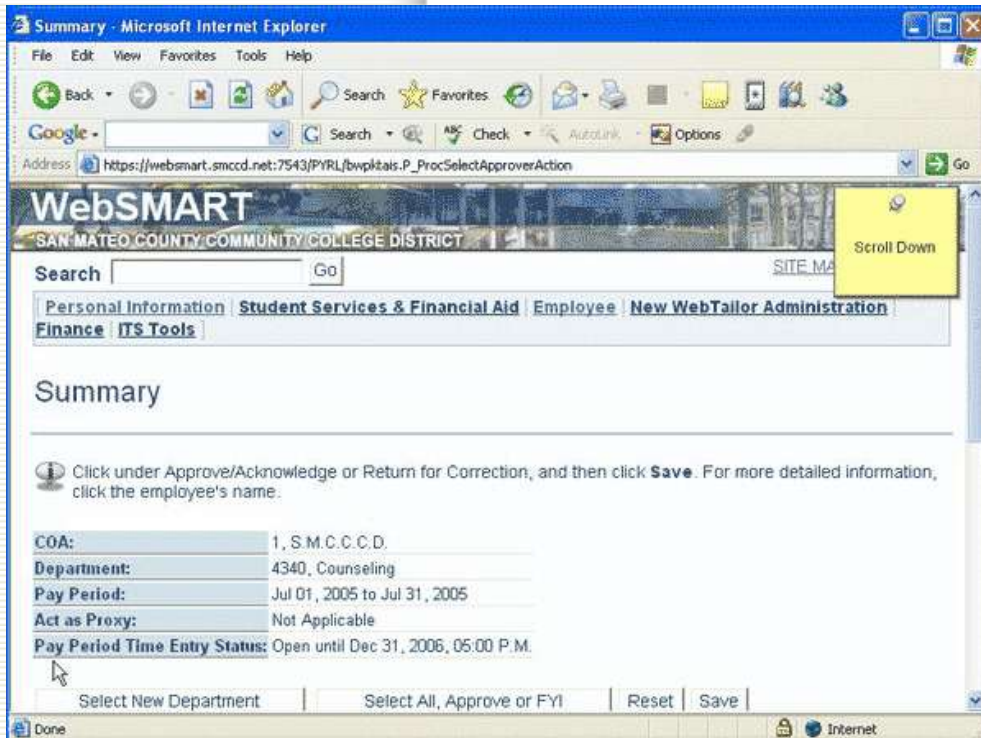 Summary - Microsoft Internet Explorer
File Edit View Favorites Tools Help
Back Search Favorites
Google Search Check AutoLink Options
Address https://websmart.smccd.net:7543/PYRL/bwpktais.P_ProcSelectApproverAction Go
WebSMART
SAN MATEO COUNTY COMMUNITY COLLEGE DISTRICT
Scroll Down
Search Go SITE MA
Personal Information Student Services & Financial Aid Employee New WebTailor Administration
Finance ITS Tools
Summary
Click under Approve/Acknowledge or Return for Correction, and then click Save. For more detailed information,
click the employee's name.
COA: 1, S.M.C.C.C.D.
Department: 4340, Counseling
Pay Period: Jul 01, 2005 to Jul 31, 2005
Act as Proxy: Not Applicable
Pay Period Time Entry Status: Open until Dec 31, 2006, 05:00 P.M.
Select New Department Select All, Approve or FYI Reset Save
Done Internet